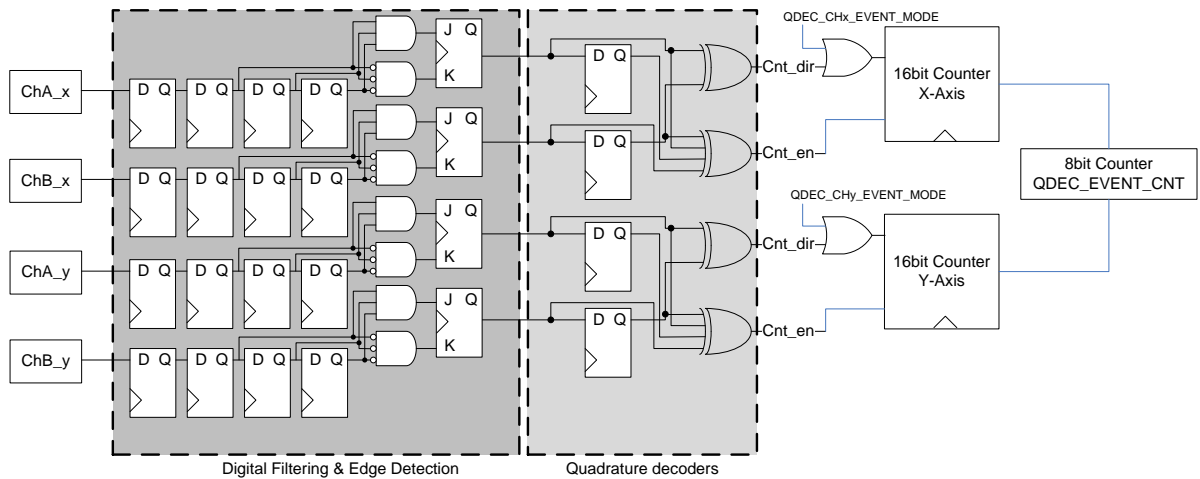 QDEC_CHx_EVENT_MODE
J Q
K
ChA_x
D Q D Q D Q D Q
D Q
Cnt_dir
16bit Counter
X-Axis
J Q
K
ChB_x
D Q D Q D Q D Q
D Q
Cnt_en
8bit Counter
QDEC_EVENT_CNT
QDEC_CHy_EVENT_MODE
J Q
K
ChA_y
D Q D Q D Q D Q
D Q
Cnt_dir
16bit Counter
Y-Axis
J Q
K
ChB_y
D Q D Q D Q D Q
D Q
Cnt_en
Digital Filtering & Edge Detection
Quadrature decoders